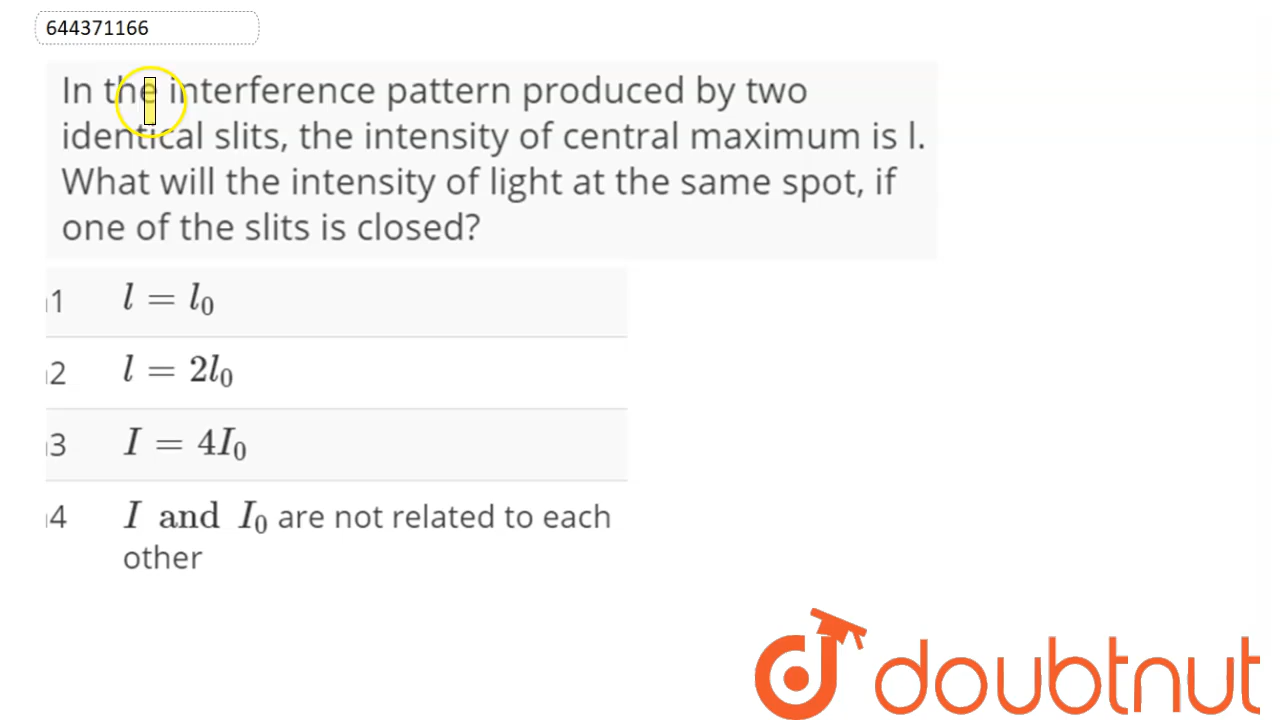 644371166
In the interference pattern produced by two
identical slits, the intensity of central maximum is l.
What will the intensity of light at the same spot, if
one of the slits is closed?
1 l = l₀
2 l = 2l₀
3 I = 4I₀
4 I and I₀ are not related to each
other
doubtnut